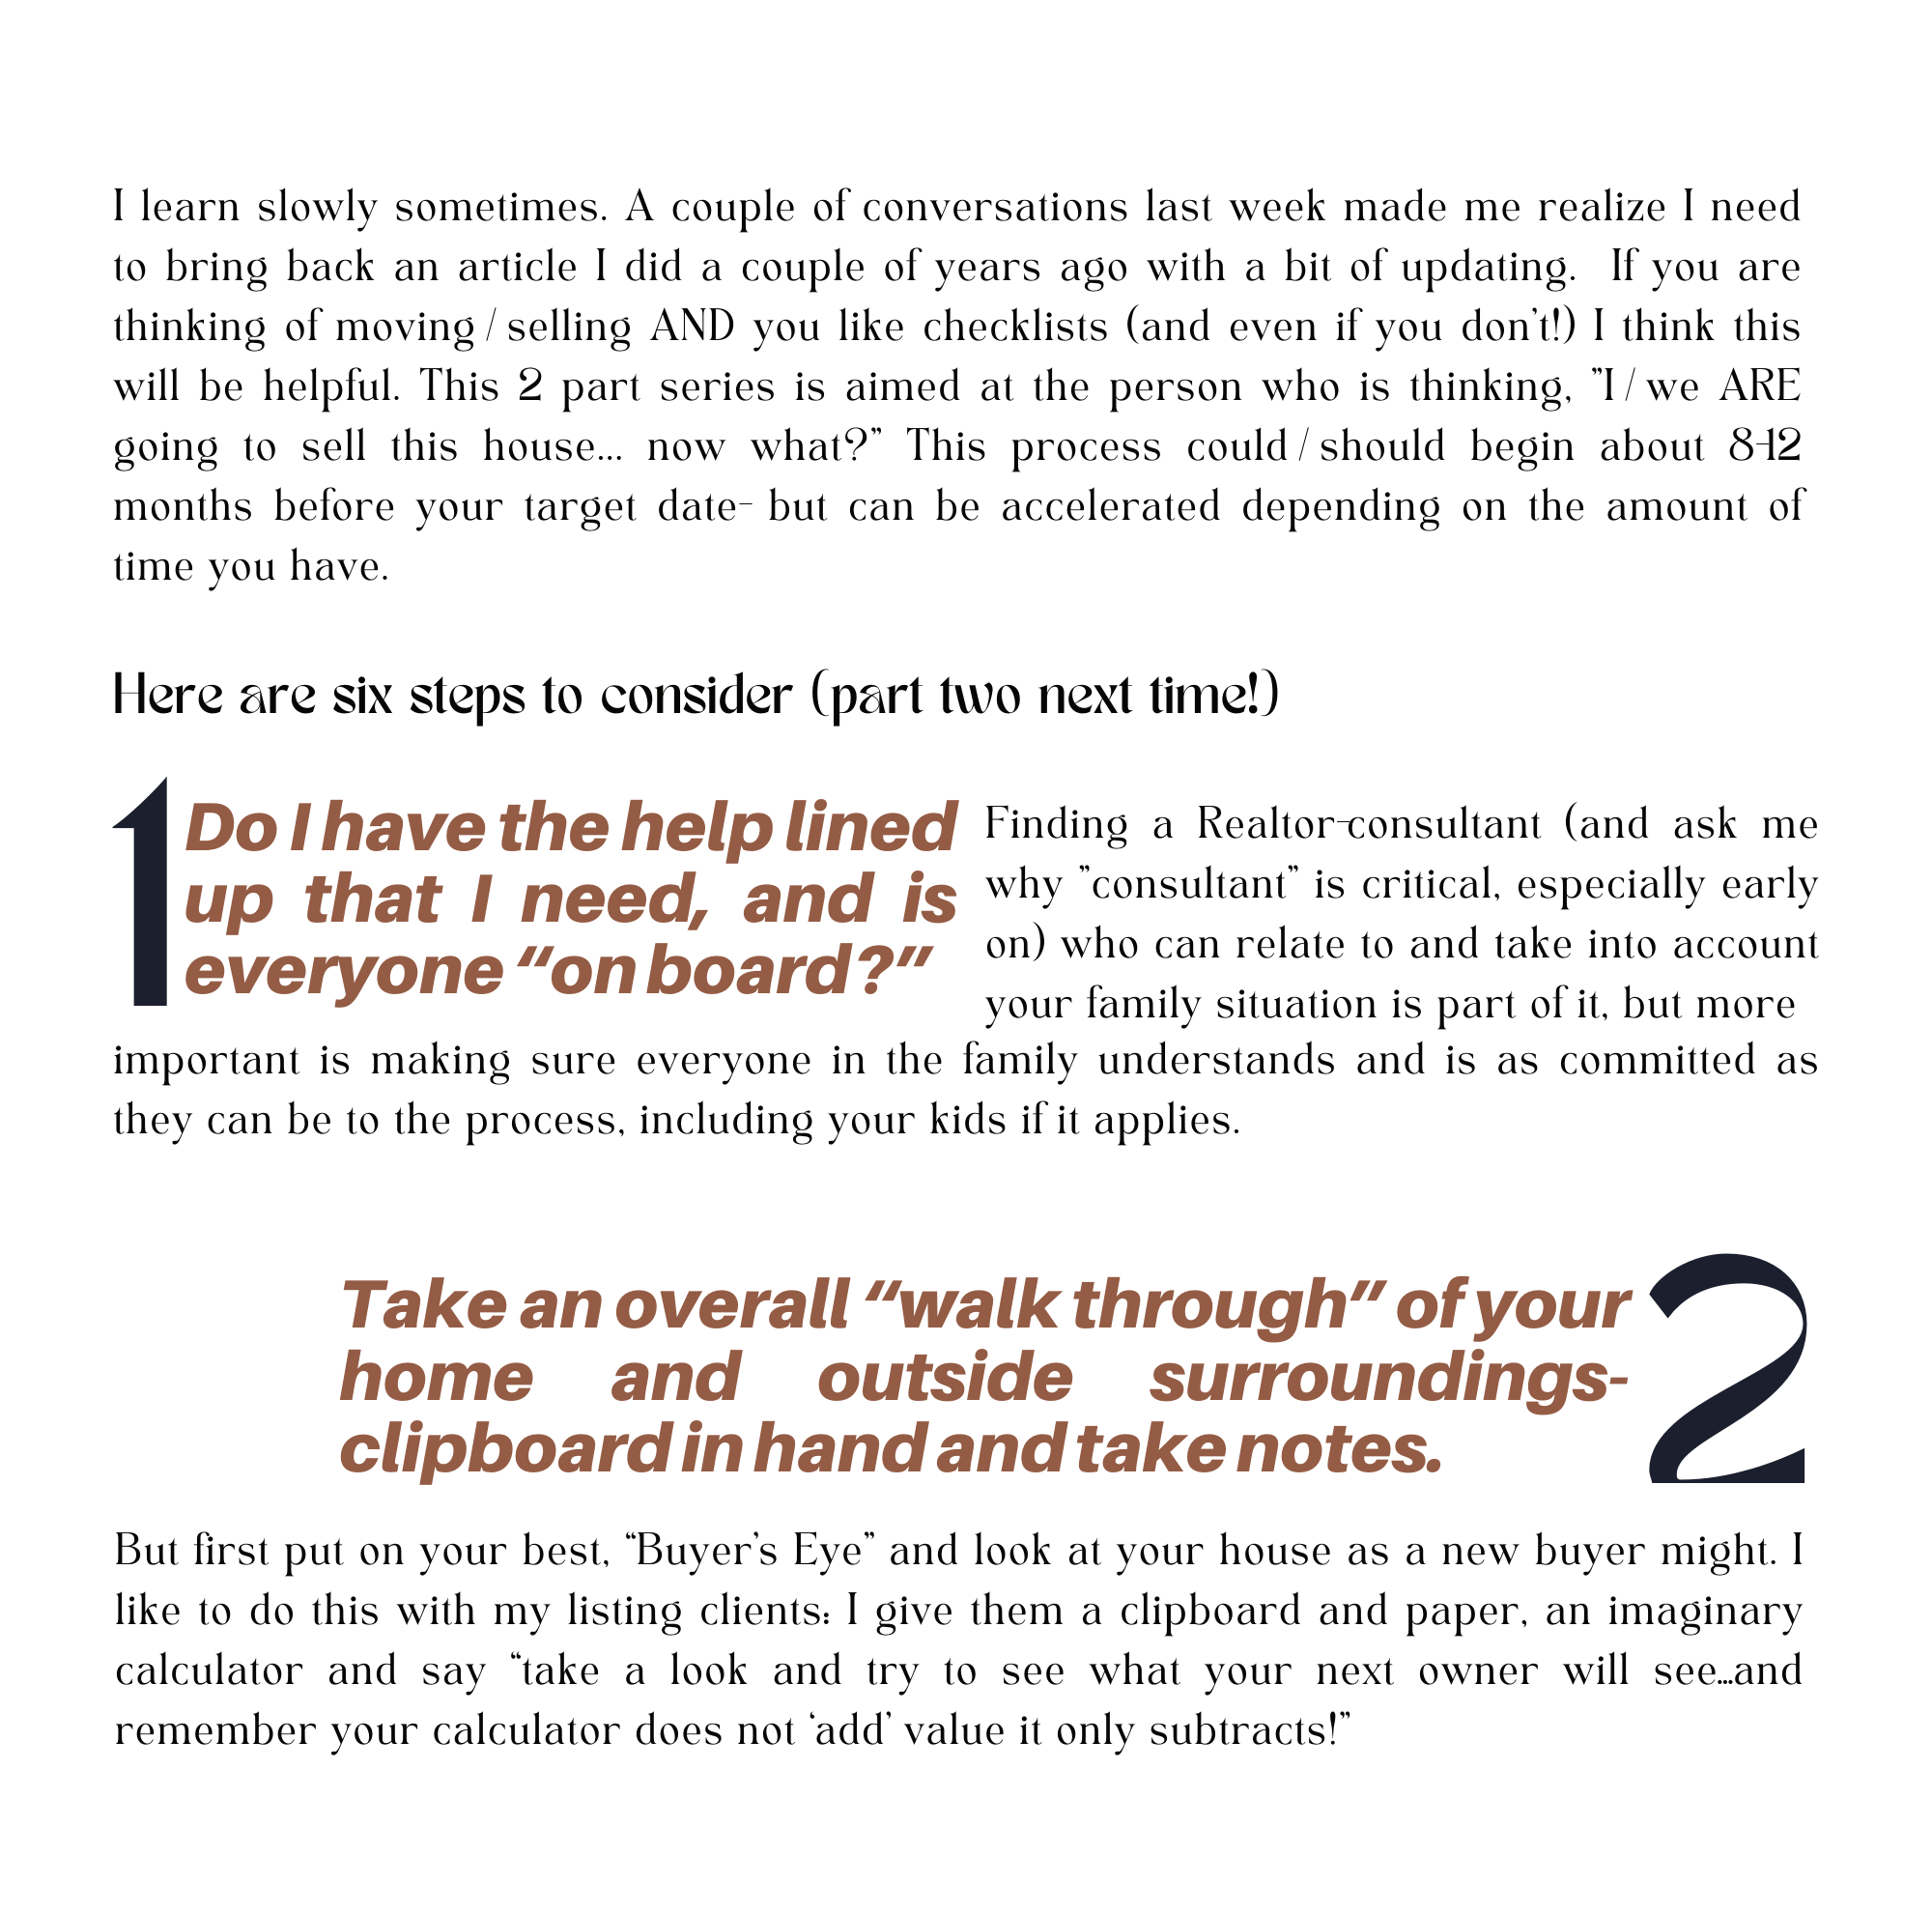 I learn slowly sometimes. A couple of conversations last week made me realize I need
to bring back an article I did a couple of years ago with a bit of updating.  If you are
thinking of moving/selling AND you like checklists (and even if you don't!) I think this
will be helpful. This 2 part series is aimed at the person who is thinking, "I/we ARE
going to sell this house... now what?" This process could/should begin about 8-12
months before your target date- but can be accelerated depending on the amount of
time you have.
Here are six steps to consider (part two next time!)
1
Do I have the help lined
up that I need, and is
everyone “on board?”
Finding a Realtor-consultant (and ask me
why "consultant" is critical, especially early
on) who can relate to and take into account
your family situation is part of it, but more
important is making sure everyone in the family understands and is as committed as
they can be to the process, including your kids if it applies.
Take an overall “walk through” of your
home and outside surroundings-
clipboard in hand and take notes.
2
But first put on your best, “Buyer’s Eye” and look at your house as a new buyer might. I
like to do this with my listing clients: I give them a clipboard and paper, an imaginary
calculator and say “take a look and try to see what your next owner will see…and
remember your calculator does not ‘add’ value it only subtracts!”